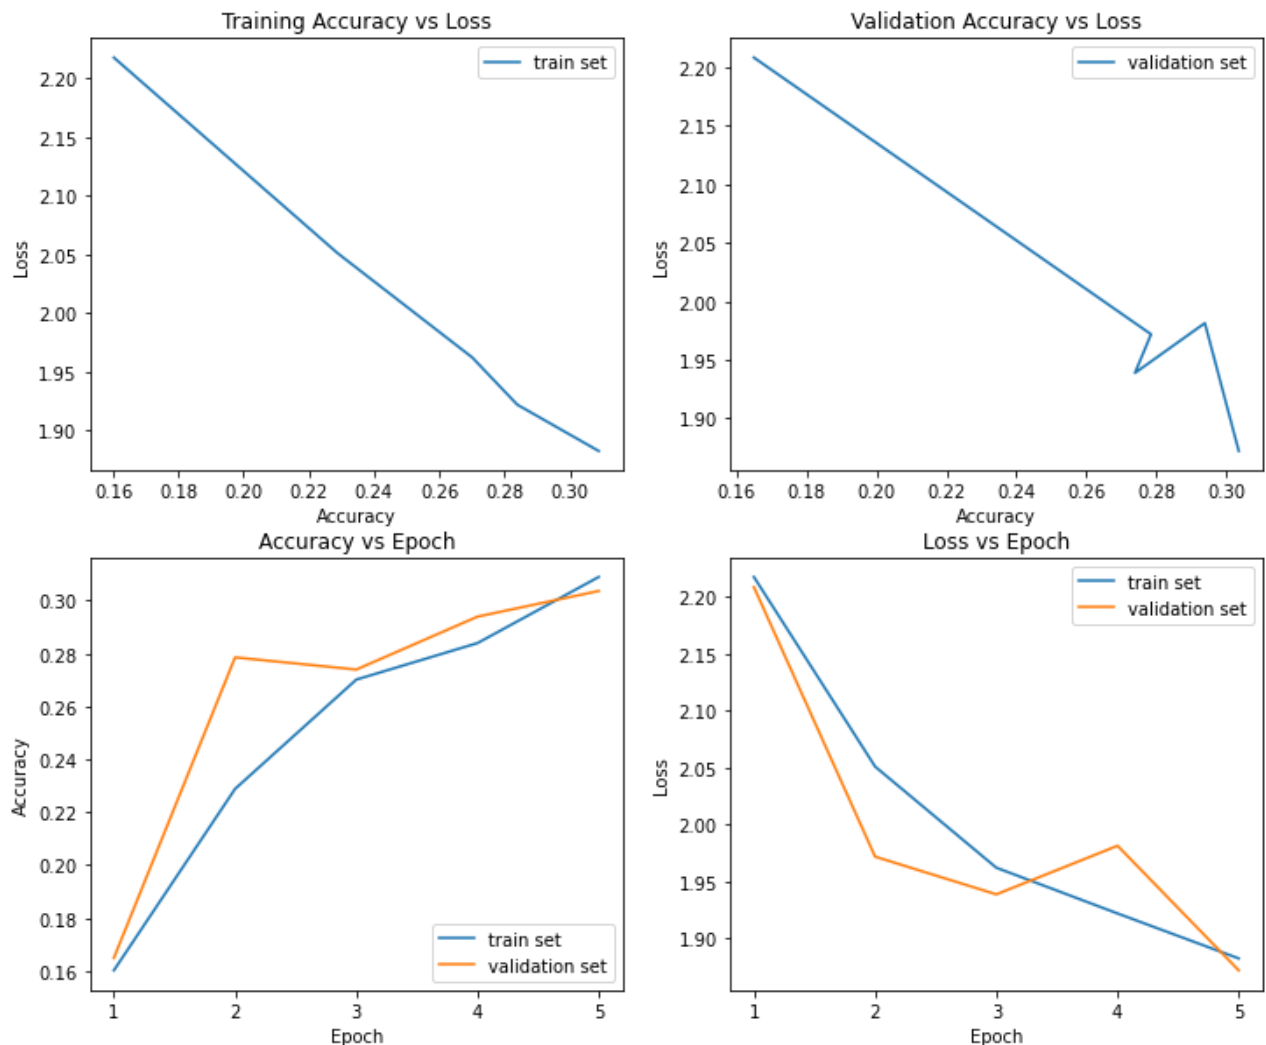 Training Accuracy vs Loss
train set
2.20
2.15
2.10
2.05
2.00
1.95
1.90
Loss
0.16 0.18 0.20 0.22 0.24 0.26 0.28 0.30
Accuracy
Validation Accuracy vs Loss
validation set
2.20
2.15
2.10
2.05
2.00
1.95
1.90
Loss
0.16 0.18 0.20 0.22 0.24 0.26 0.28 0.30
Accuracy
Accuracy vs Epoch
0.30
0.28
0.26
0.24
0.22
0.20
0.18
0.16
Accuracy
train set
validation set
1 2 3 4 5
Epoch
Loss vs Epoch
train set
validation set
2.20
2.15
2.10
2.05
2.00
1.95
1.90
Loss
1 2 3 4 5
Epoch